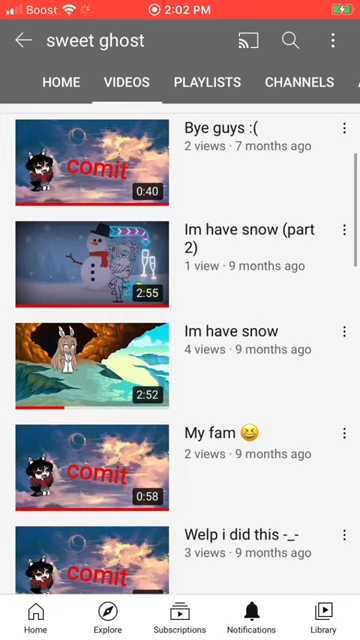 Boost 2:02 PM
sweet ghost
HOME VIDEOS PLAYLISTS CHANNELS
comit
0:40
Bye guys :(
2 views · 7 months ago
2:55
Im have snow (part
2)
1 view · 9 months ago
2:52
Im have snow
4 views · 9 months ago
comit
0:58
My fam 😆
2 views · 9 months ago
comit
Welp i did this -_-
3 views · 9 months ago
Home Explore Subscriptions Notifications Library